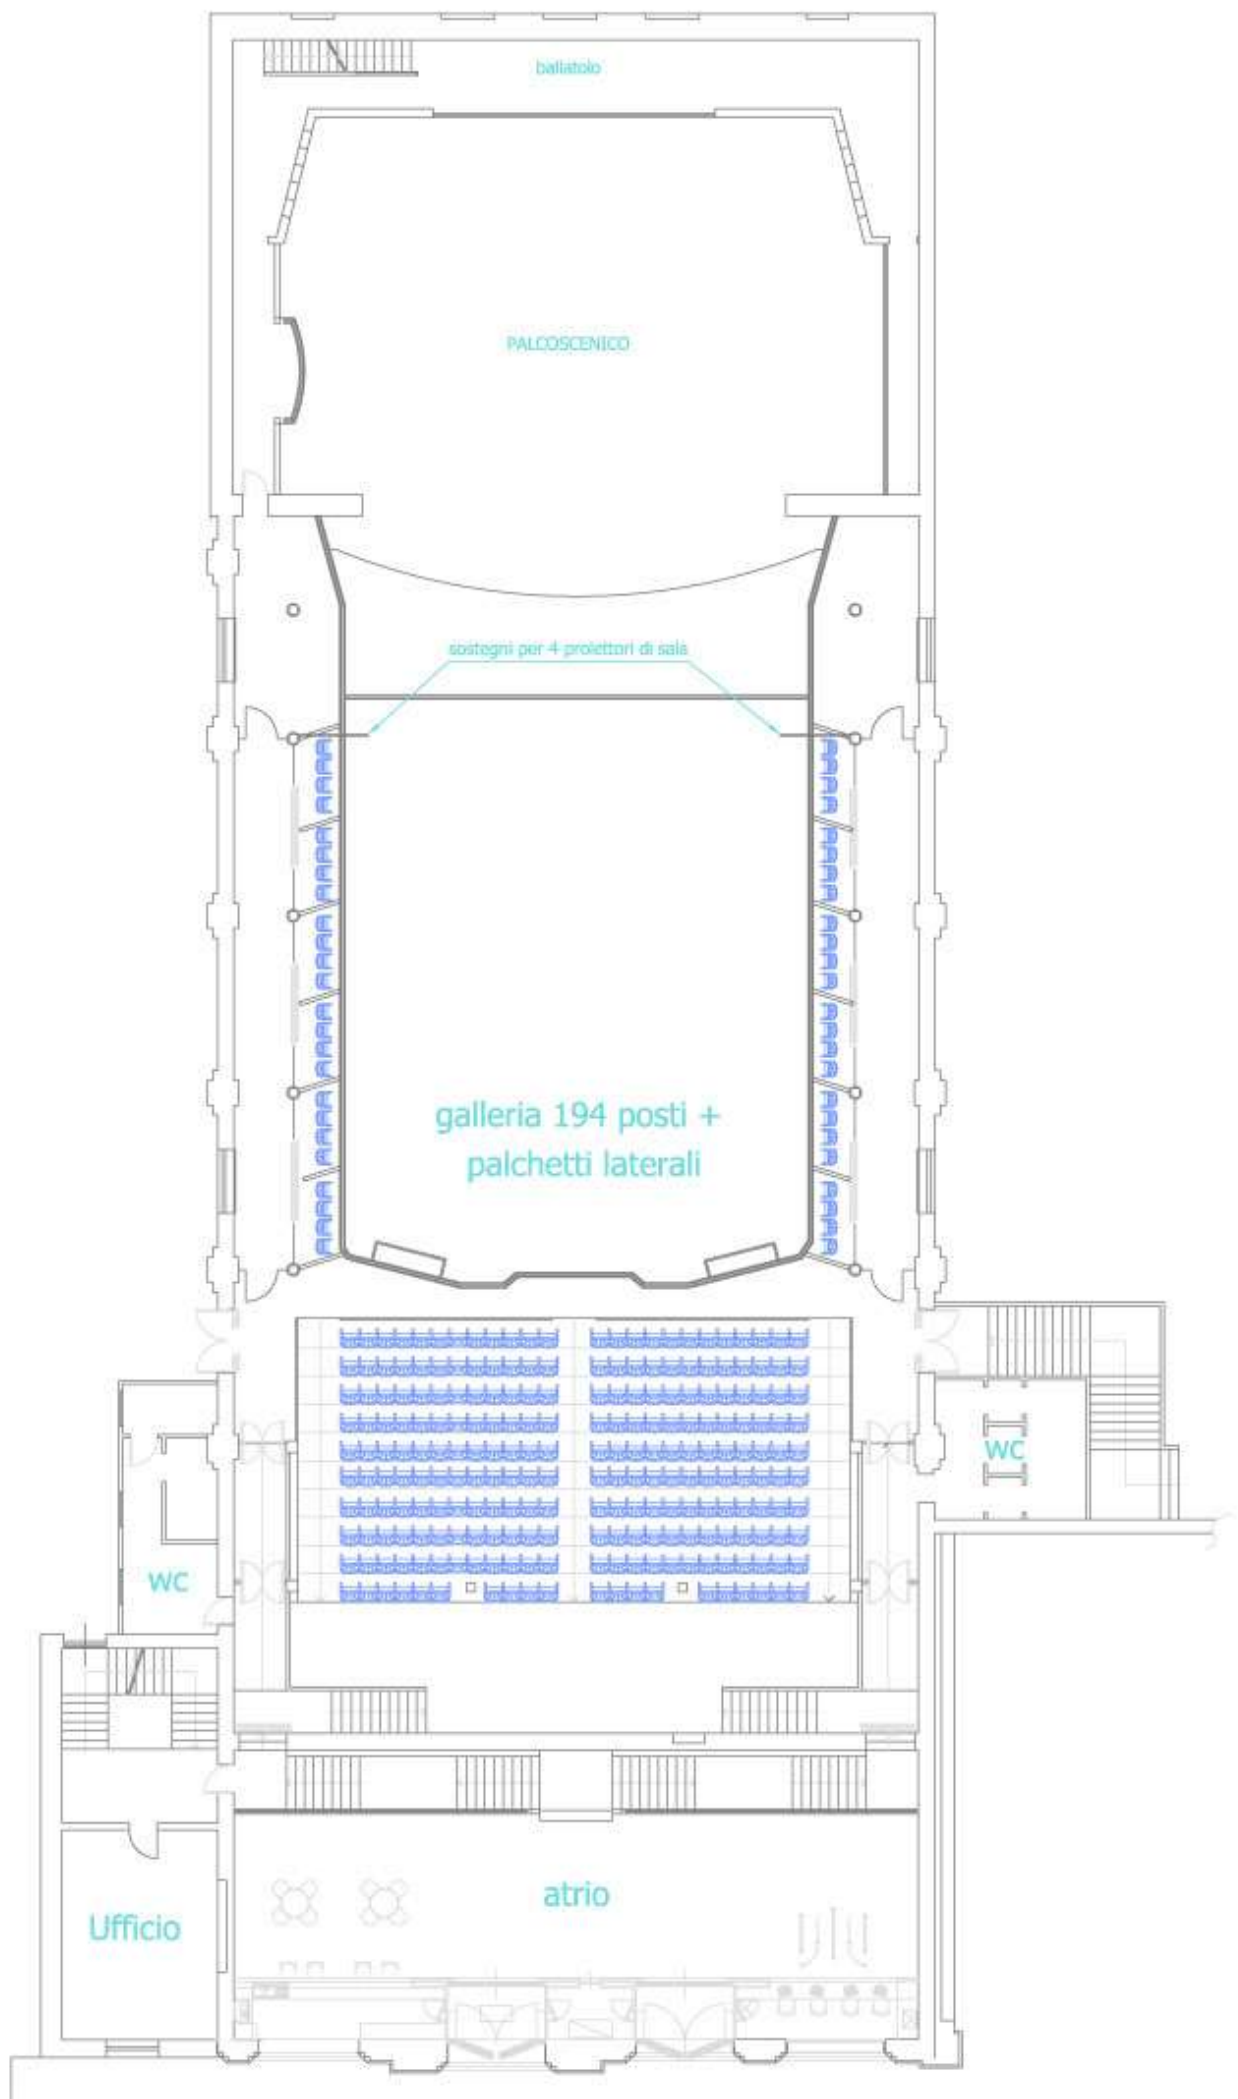 ballatoio
PALCOSCENICO
sostegni per 4 proiettori di sala
galleria 194 posti +
palchetti laterali
WC
WC
atrio
Ufficio